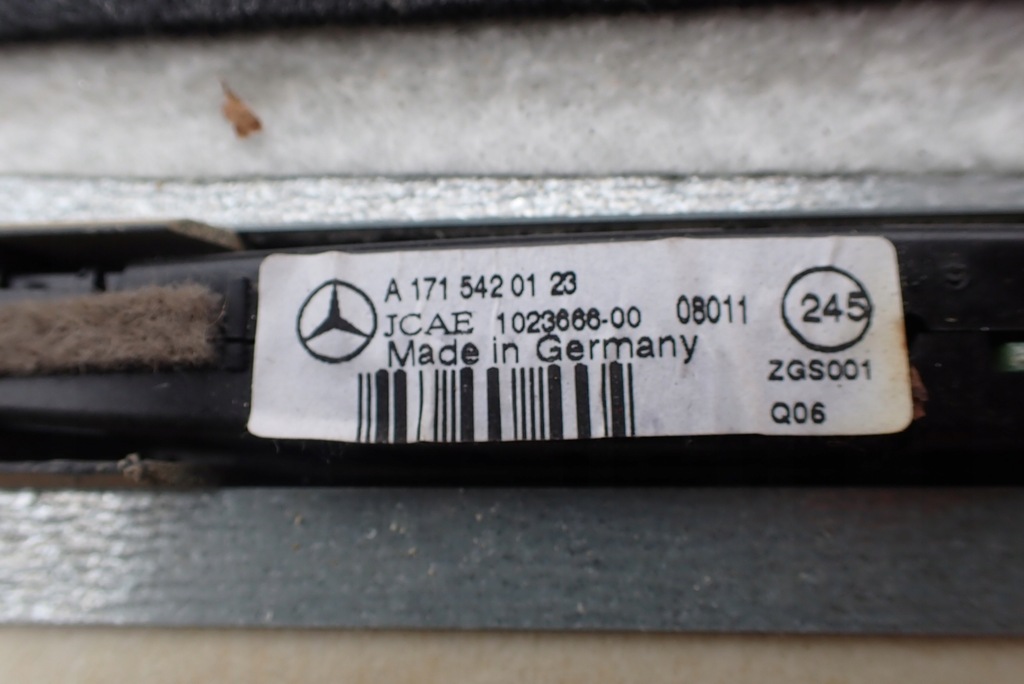 A 171 542 01 23
JCAE 1023666-00 08011
Made in Germany
245
ZGS001
Q06